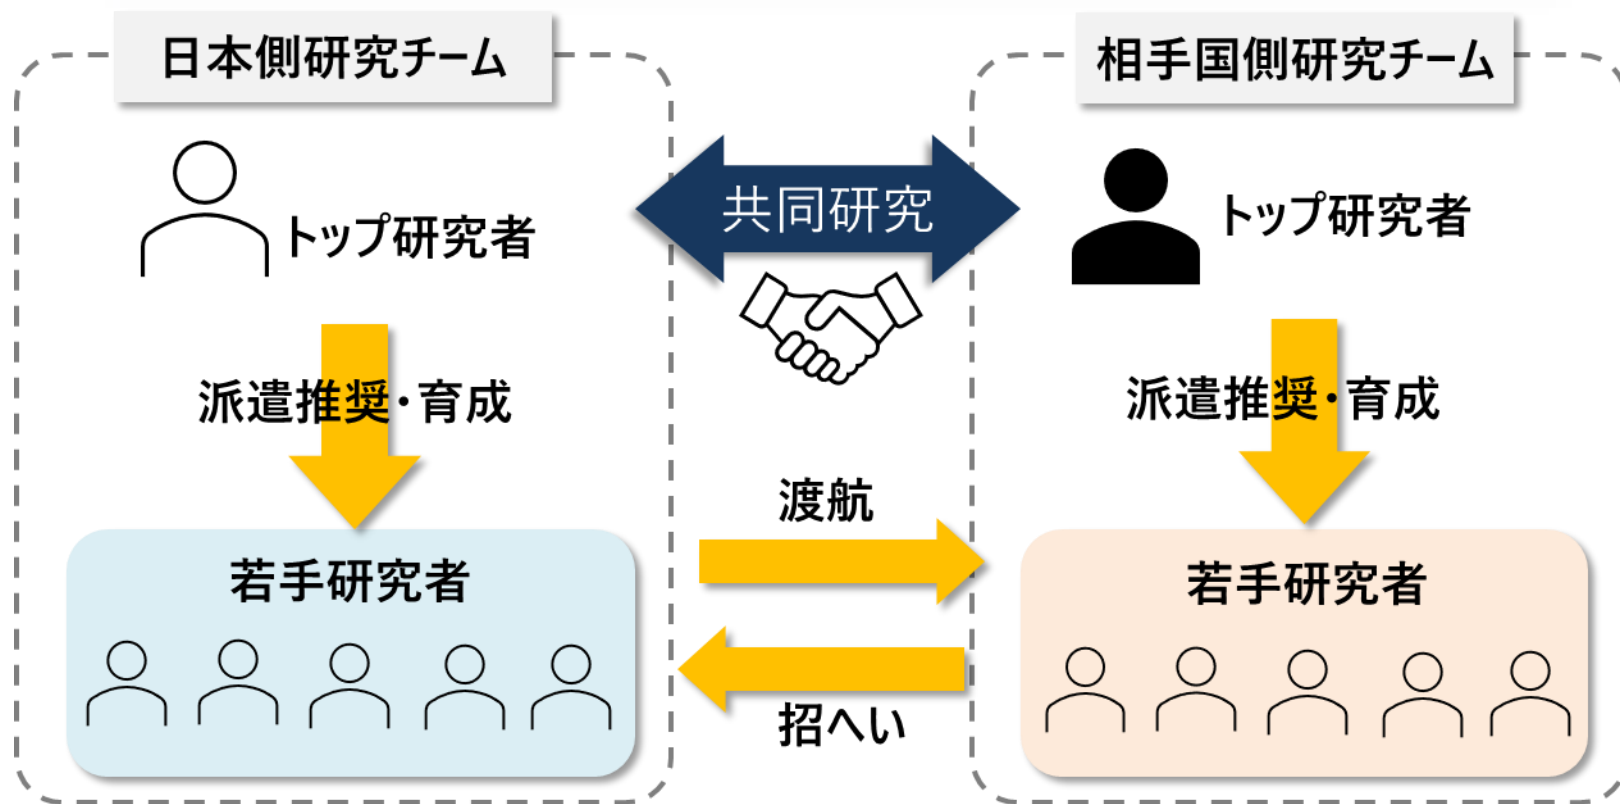 日本側研究チーム
相手国側研究チーム
トップ研究者
共同研究
トップ研究者
派遣推奨・育成
派遣推奨・育成
渡航
若手研究者
若手研究者
招へい